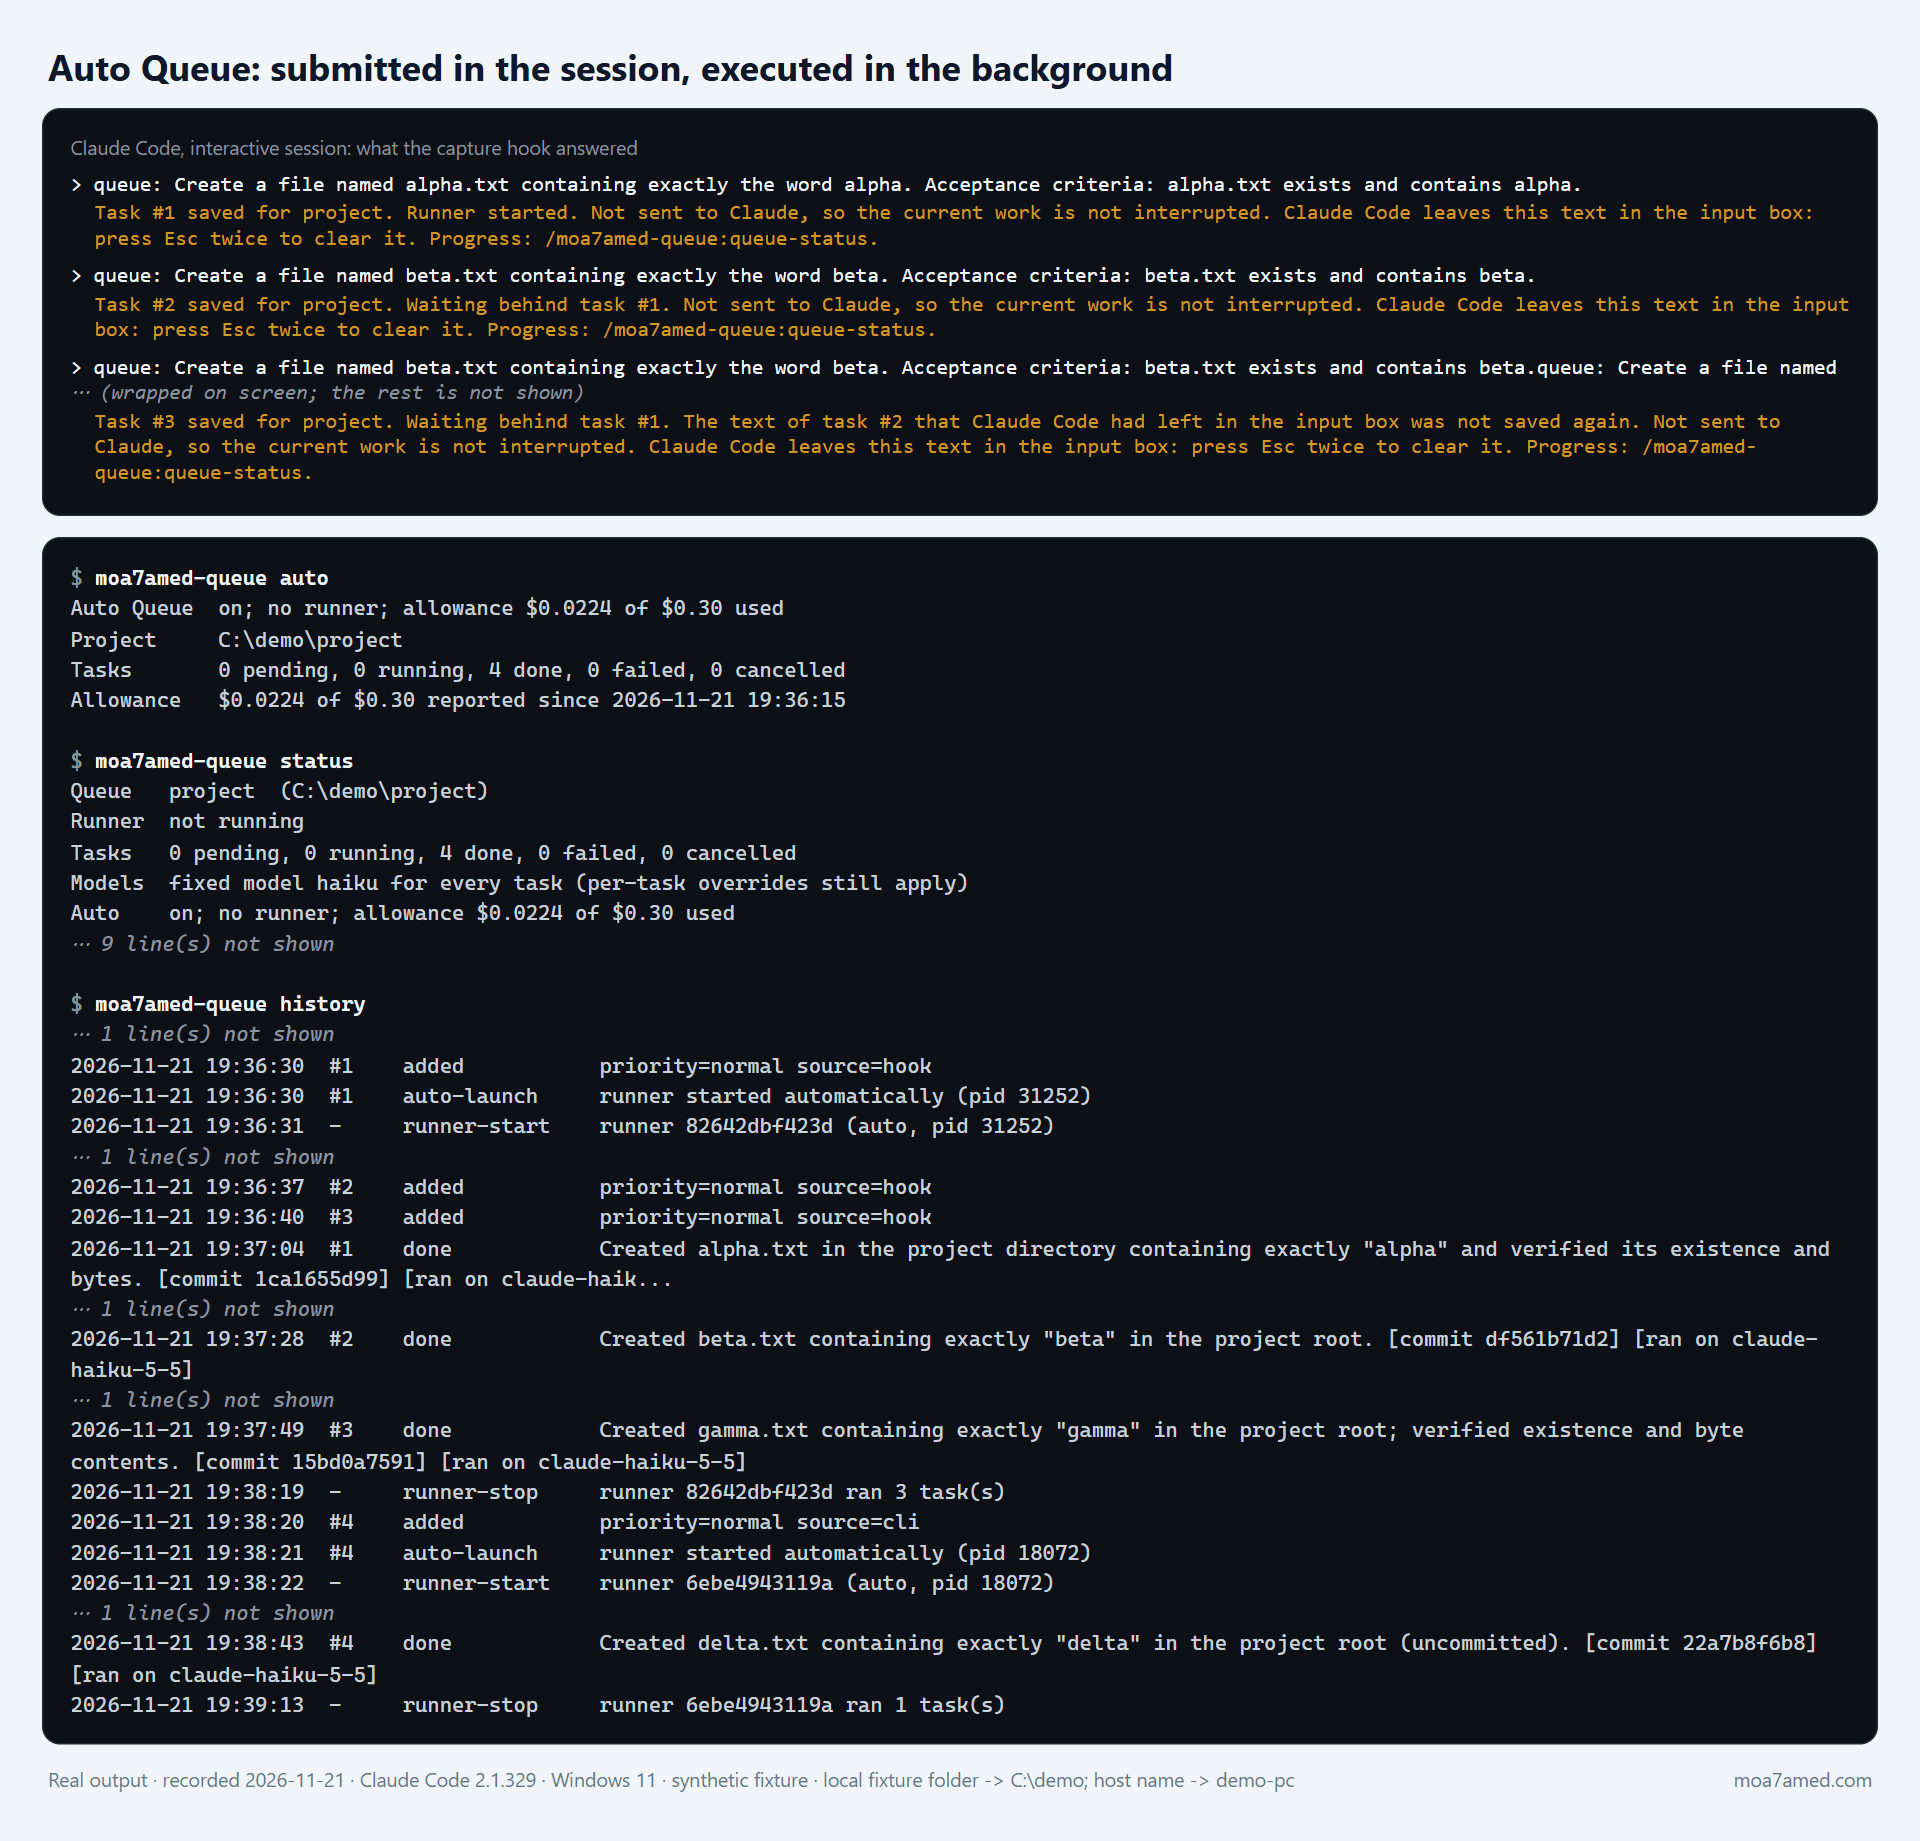 Auto Queue: submitted in the session, executed in the background
Claude Code, interactive session: what the capture hook answered
> queue: Create a file named alpha.txt containing exactly the word alpha. Acceptance criteria: alpha.txt exists and contains alpha.
Task #1 saved for project. Runner started. Not sent to Claude, so the current work is not interrupted. Claude Code leaves this text in the input box:
press Esc twice to clear it. Progress: /moa7amed-queue:queue-status.
> queue: Create a file named beta.txt containing exactly the word beta. Acceptance criteria: beta.txt exists and contains beta.
Task #2 saved for project. Waiting behind task #1. Not sent to Claude, so the current work is not interrupted. Claude Code leaves this text in the input
box: press Esc twice to clear it. Progress: /moa7amed-queue:queue-status.
> queue: Create a file named beta.txt containing exactly the word beta. Acceptance criteria: beta.txt exists and contains beta.queue: Create a file named
… (wrapped on screen; the rest is not shown)
Task #3 saved for project. Waiting behind task #1. The text of task #2 that Claude Code had left in the input box was not saved again. Not sent to
Claude, so the current work is not interrupted. Claude Code leaves this text in the input box: press Esc twice to clear it. Progress: /moa7amed-
queue:queue-status.
$ moa7amed-queue auto
Auto Queue  on; no runner; allowance $0.0224 of $0.30 used
Project     C:\demo\project
Tasks       0 pending, 0 running, 4 done, 0 failed, 0 cancelled
Allowance   $0.0224 of $0.30 reported since 2026-11-21 19:36:15
$ moa7amed-queue status
Queue   project  (C:\demo\project)
Runner  not running
Tasks   0 pending, 0 running, 4 done, 0 failed, 0 cancelled
Models  fixed model haiku for every task (per-task overrides still apply)
Auto    on; no runner; allowance $0.0224 of $0.30 used
… 9 line(s) not shown
$ moa7amed-queue history
… 1 line(s) not shown
2026-11-21 19:36:30  #1    added           priority=normal source=hook
2026-11-21 19:36:30  #1    auto-launch     runner started automatically (pid 31252)
2026-11-21 19:36:31  -     runner-start    runner 82642dbf423d (auto, pid 31252)
… 1 line(s) not shown
2026-11-21 19:36:37  #2    added           priority=normal source=hook
2026-11-21 19:36:40  #3    added           priority=normal source=hook
2026-11-21 19:37:04  #1    done            Created alpha.txt in the project directory containing exactly "alpha" and verified its existence and
bytes. [commit 1ca1655d99] [ran on claude-haik...
… 1 line(s) not shown
2026-11-21 19:37:28  #2    done            Created beta.txt containing exactly "beta" in the project root. [commit df561b71d2] [ran on claude-
haiku-5-5]
… 1 line(s) not shown
2026-11-21 19:37:49  #3    done            Created gamma.txt containing exactly "gamma" in the project root; verified existence and byte
contents. [commit 15bd0a7591] [ran on claude-haiku-5-5]
2026-11-21 19:38:19  -     runner-stop     runner 82642dbf423d ran 3 task(s)
2026-11-21 19:38:20  #4    added           priority=normal source=cli
2026-11-21 19:38:21  #4    auto-launch     runner started automatically (pid 18072)
2026-11-21 19:38:22  -     runner-start    runner 6ebe4943119a (auto, pid 18072)
… 1 line(s) not shown
2026-11-21 19:38:43  #4    done            Created delta.txt containing exactly "delta" in the project root (uncommitted). [commit 22a7b8f6b8]
[ran on claude-haiku-5-5]
2026-11-21 19:39:13  -     runner-stop     runner 6ebe4943119a ran 1 task(s)
Real output · recorded 2026-11-21 · Claude Code 2.1.329 · Windows 11 · synthetic fixture · local fixture folder -> C:\demo; host name -> demo-pc
moa7amed.com